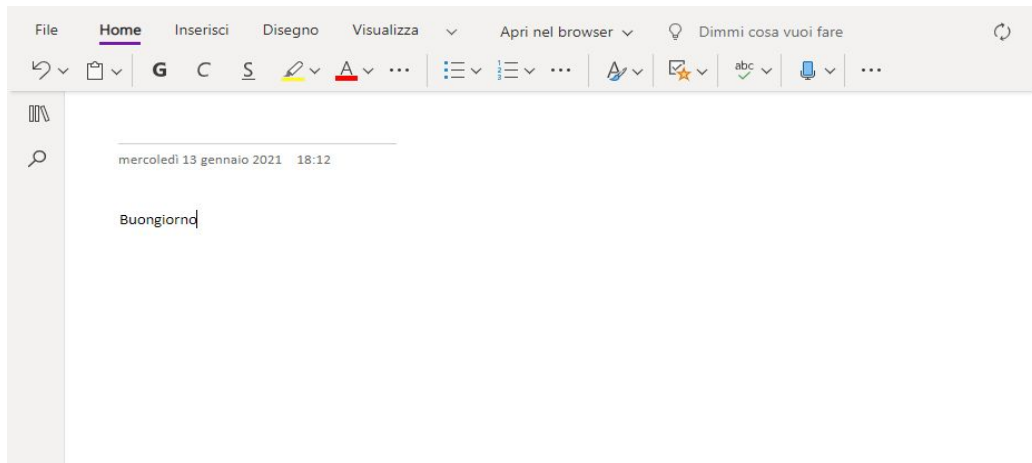 File Home Inserisci Disegno Visualizza Apri nel browser Dimmi cosa vuoi fare
G C S A abc
mercoledì 13 gennaio 2021 18:12
Buongiorno